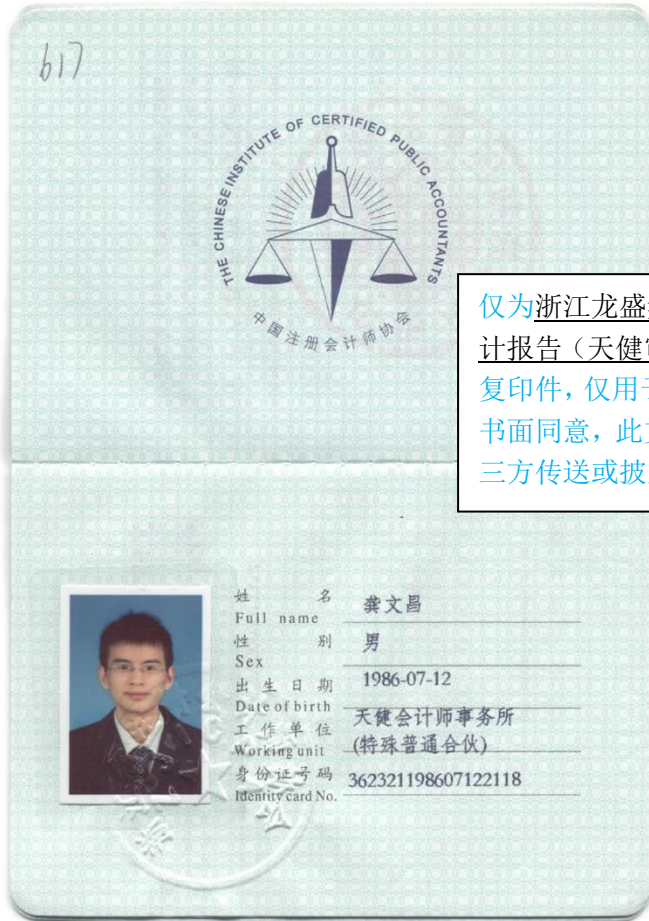 617
THE CHINESE INSTITUTE OF CERTIFIED PUBLIC ACCOUNTANTS
中国注册会计师协会
仅为浙江龙盛
计报告（天健
复印件，仅用
书面同意，此
三方传送或披
姓 名 龚文昌
Full name
性 别 男
Sex
出生日期 1986-07-12
Date of birth
工作单位 天健会计师事务所
Working unit (特殊普通合伙)
身份证号码 362321198607122118
Identity card No.